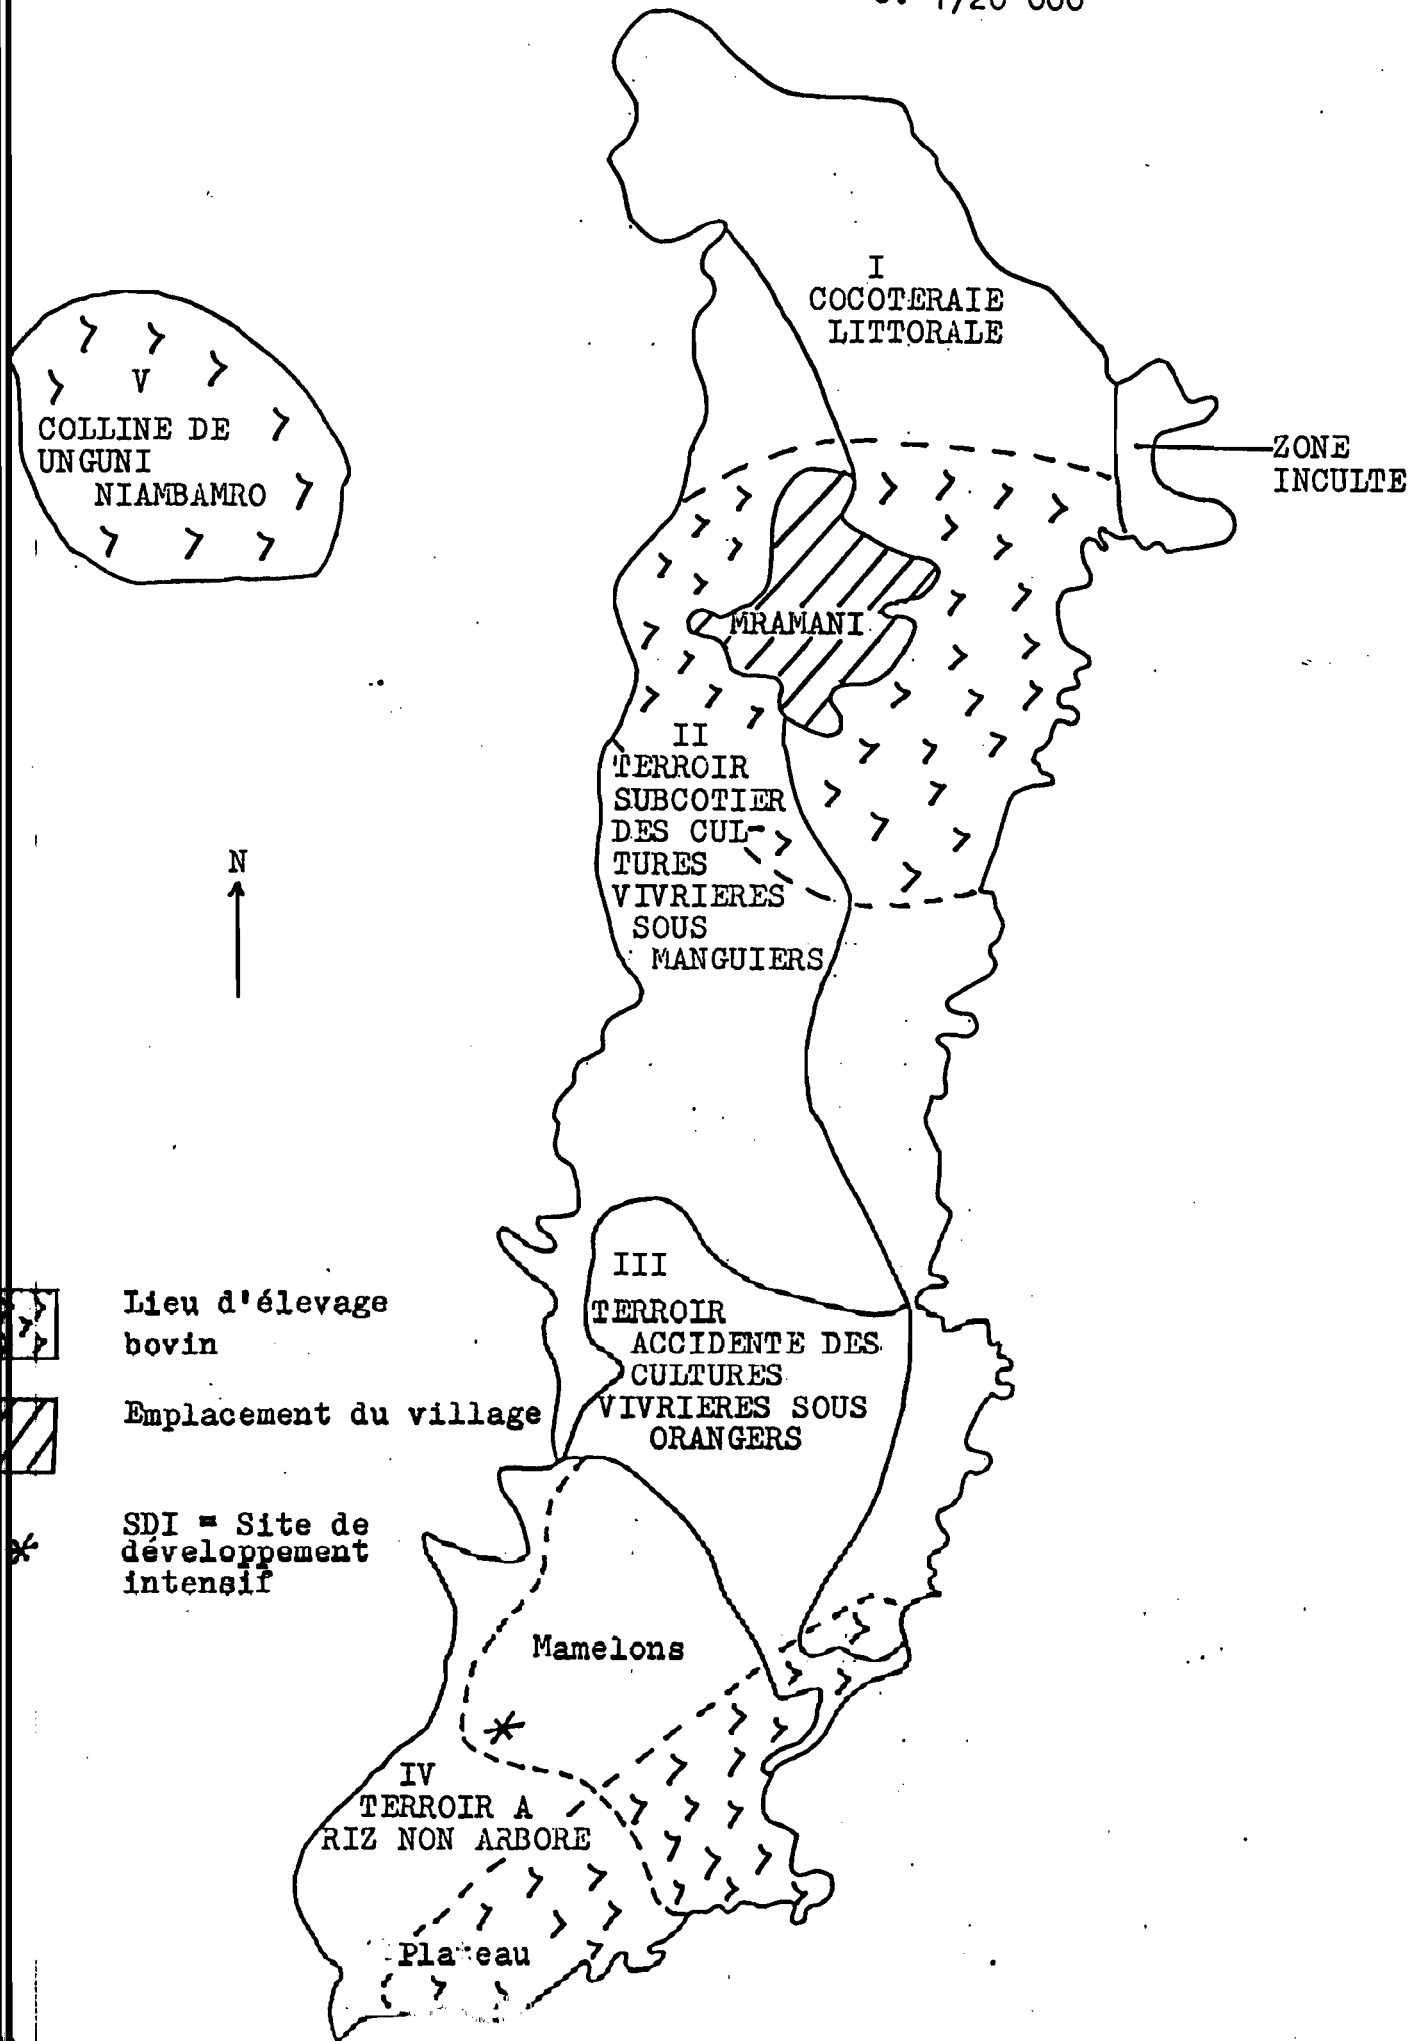 I
COCOTERAIE
LITTORALE
V
COLLINE DE
UNGUNI
NIAMBAMRO
ZONE
INCULTE
MRAMANI
II
TERROIR
SUBCOTIER
DES CUL-
TURES
VIVRIERES
SOUS
MANGUIERS
N
III
TERROIR
ACCIDENTE DES
CULTURES
VIVRIERES SOUS
ORANGERS
Lieu d'élevage
bovin
Emplacement du village
SDI = Site de
développement
intensif
Mamelons
IV
TERROIR A
RIZ NON ARBORE
Plateau